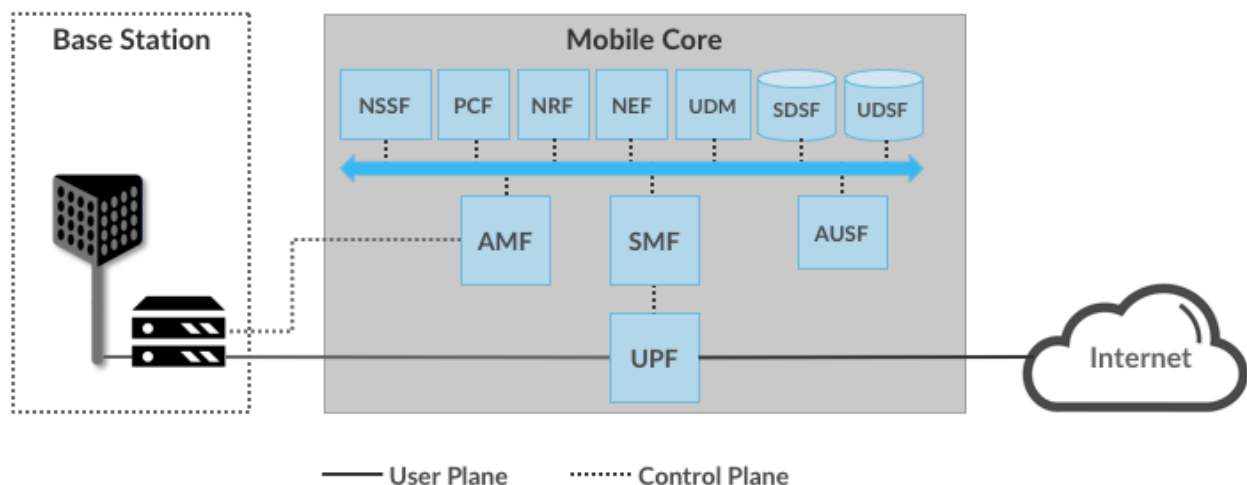 Base Station
Mobile Core
NSSF PCF NRF NEF UDM SDSF UDSF
AMF SMF AUSF
UPF
Internet
User Plane Control Plane